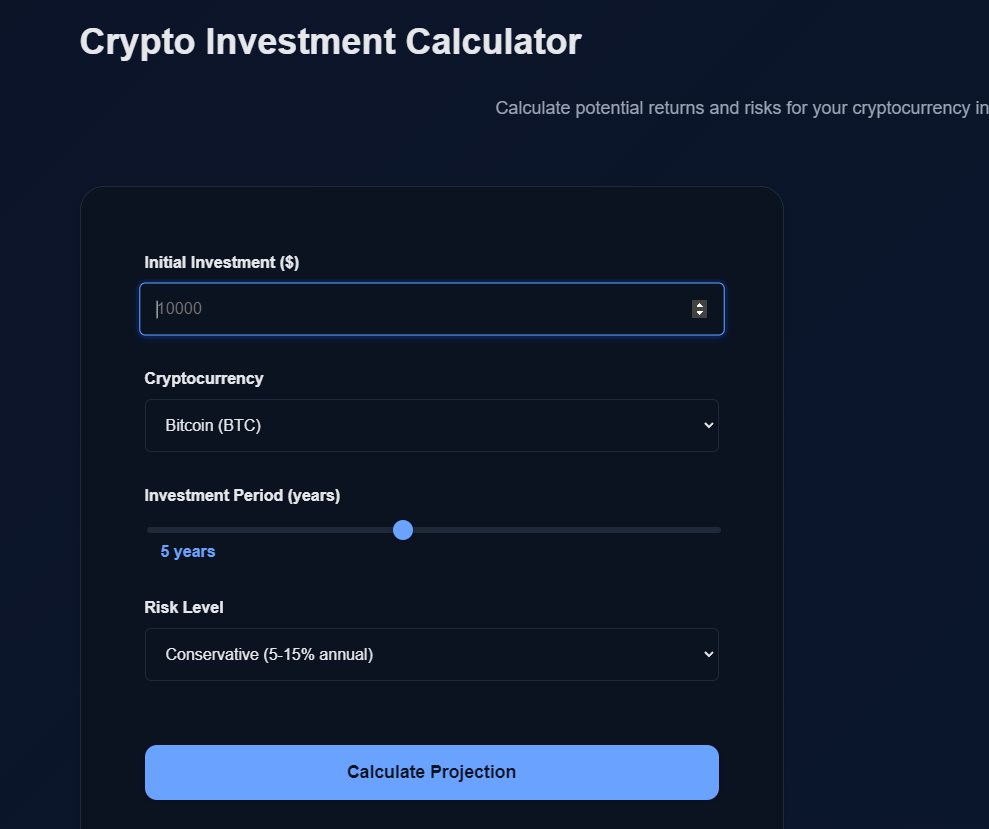 Crypto Investment Calculator
Calculate potential returns and risks for your cryptocurrency in
Initial Investment ($)
10000
Cryptocurrency
Bitcoin (BTC)
Investment Period (years)
5 years
Risk Level
Conservative (5-15% annual)
Calculate Projection